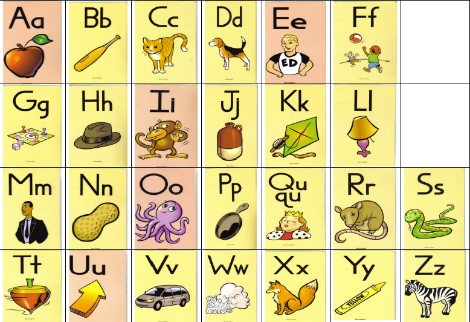 Aa Bb Cc Dd Ee Ff
ED
Gg Hh Ii Jj Kk Ll
Mm Nn Oo Pp Qu Rr Ss
qu
Tt Uu Vv Ww Xx Yy Zz
YELLOW